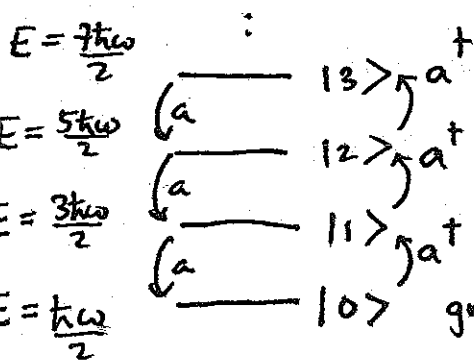 ⋮
E = 7ħω/2 |3> a†
a
E = 5ħω/2 |2> a†
a
E = 3ħω/2 |1> a†
a
E = ħω/2 |0>